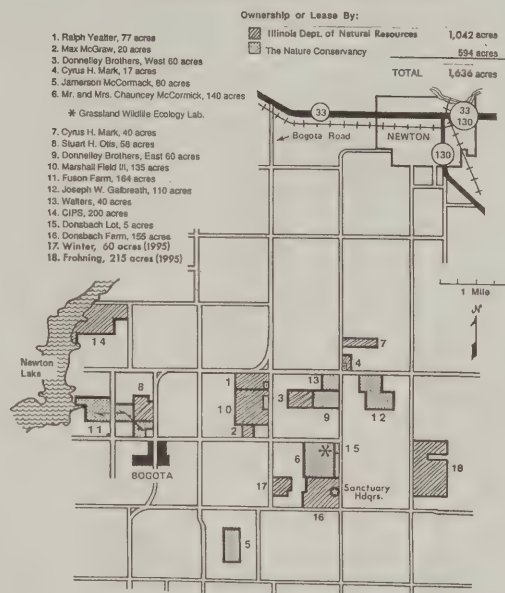 Ownership or Lease By:
Illinois Dept. of Natural Resources 1,042 acres
The Nature Conservancy 594 acres
TOTAL 1,636 acres
1. Ralph Yeatter, 77 acres
2. Max McGraw, 20 acres
3. Donnelley Brothers, West 60 acres
4. Cyrus H. Mark, 17 acres
5. Jamerson McCormack, 80 acres
6. Mr. and Mrs. Chauncey McCormick, 140 acres
* Grassland Wildlife Ecology Lab.
7. Cyrus H. Mark, 40 acres
8. Stuart H. Otis, 58 acres
9. Donnelley Brothers, East 60 acres
10. Marshall Field III, 135 acres
11. Fuson Farm, 164 acres
12. Joseph W. Galbreath, 110 acres
13. Walters, 40 acres
14. CIPS, 200 acres
15. Donsbach Lot, 5 acres
16. Donsbach Farm, 155 acres
17. Winter, 60 acres (1995)
18. Frohning, 215 acres (1995)
33
33
130
Bogota Road
NEWTON
130
1 Mile
N
14
Newton
Lake
7
4
8
1
13
3
10
9
12
11
2
15
6
BOGOTA
18
17
Sanctuary
Hdqrs.
16
5